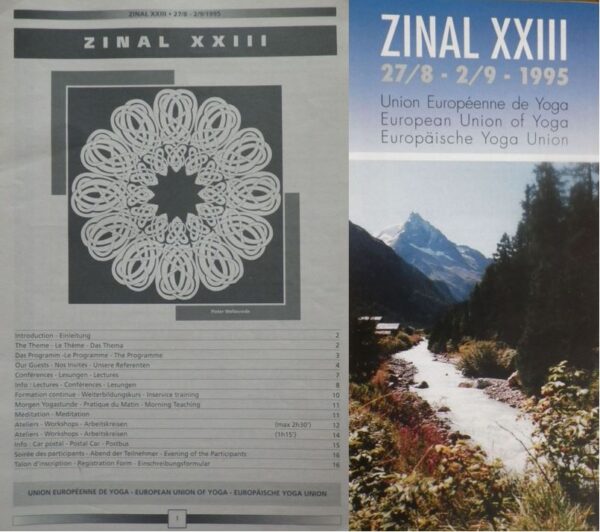 ZINAL XXIII • 27/8 - 2/9/1995
ZINAL XXIII
Pieter Weltevrede
Introduction - Einleitung 2
The Theme - Le Thème - Das Thema 2
Das Programm -Le Programme - The Programme 3
Our Guests - Nos Invités - Unsere Referenten 4
Conférences - Lesungen - Lectures 7
Info : Lectures - Conférences - Lesungen 8
Formation continue - Weiterbildungskurs - Inservice training 10
Morgen Yogastunde - Pratique du Matin - Morning Teaching 11
Meditation - Meditation 11
Ateliers - Workshops - Arbeitskreisen (max 2h30') 12
Ateliers - Workshops - Arbeitskreisen (1h15') 14
Info : Car postal - Postal Car - Postbus 15
Soirée des participants - Abend der Teilnehmer - Evening of the Participants 16
Talon d'inscription - Registration Form - Einschreibungsformular 16
UNION EUROPÉENNE DE YOGA - EUROPEAN UNION OF YOGA - EUROPÄISCHE YOGA UNION
1
ZINAL XXIII
27/8 - 2/9 - 1995
Union Européenne de Yoga
European Union of Yoga
Europäische Yoga Union